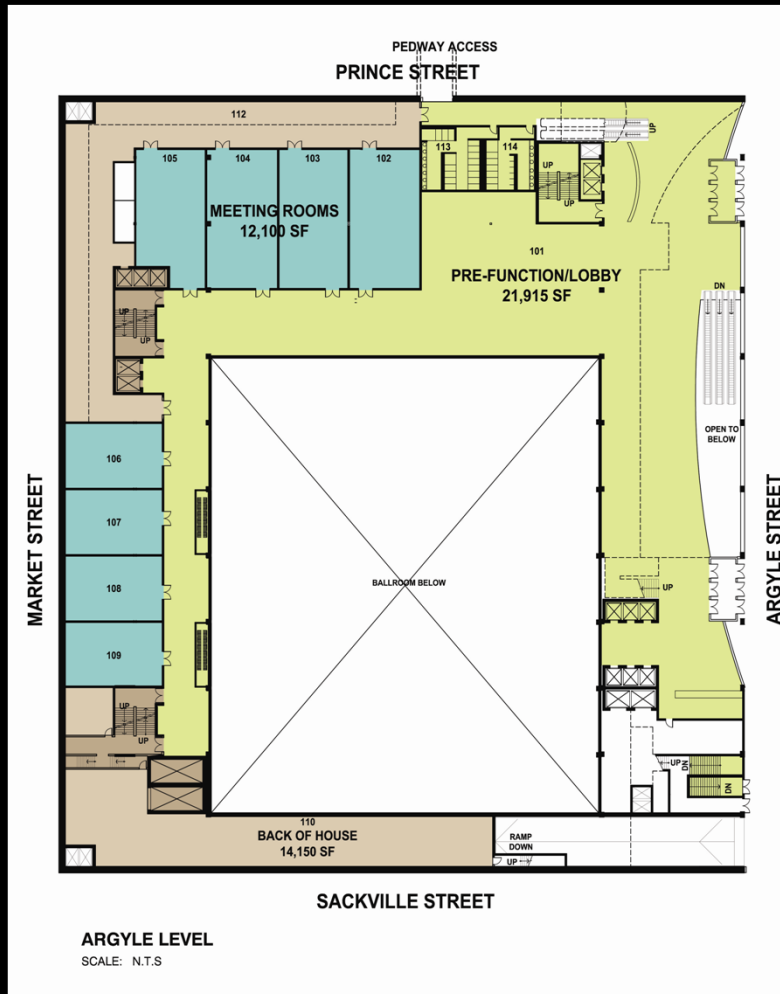 PEDWAY ACCESS
PRINCE STREET
112
113
114
UP
105
104
103
102
UP
UP
MEETING ROOMS
12,100 SF
101
PRE-FUNCTION/LOBBY
21,915 SF
DN
UP
UP
OPEN TO
BELOW
106
107
108
109
MARKET STREET
ARGYLE STREET
BALLROOM BELOW
UP
UP
UP
UP
DN
DN
110
BACK OF HOUSE
14,150 SF
RAMP
DOWN
UP
SACKVILLE STREET
ARGYLE LEVEL
SCALE: N.T.S